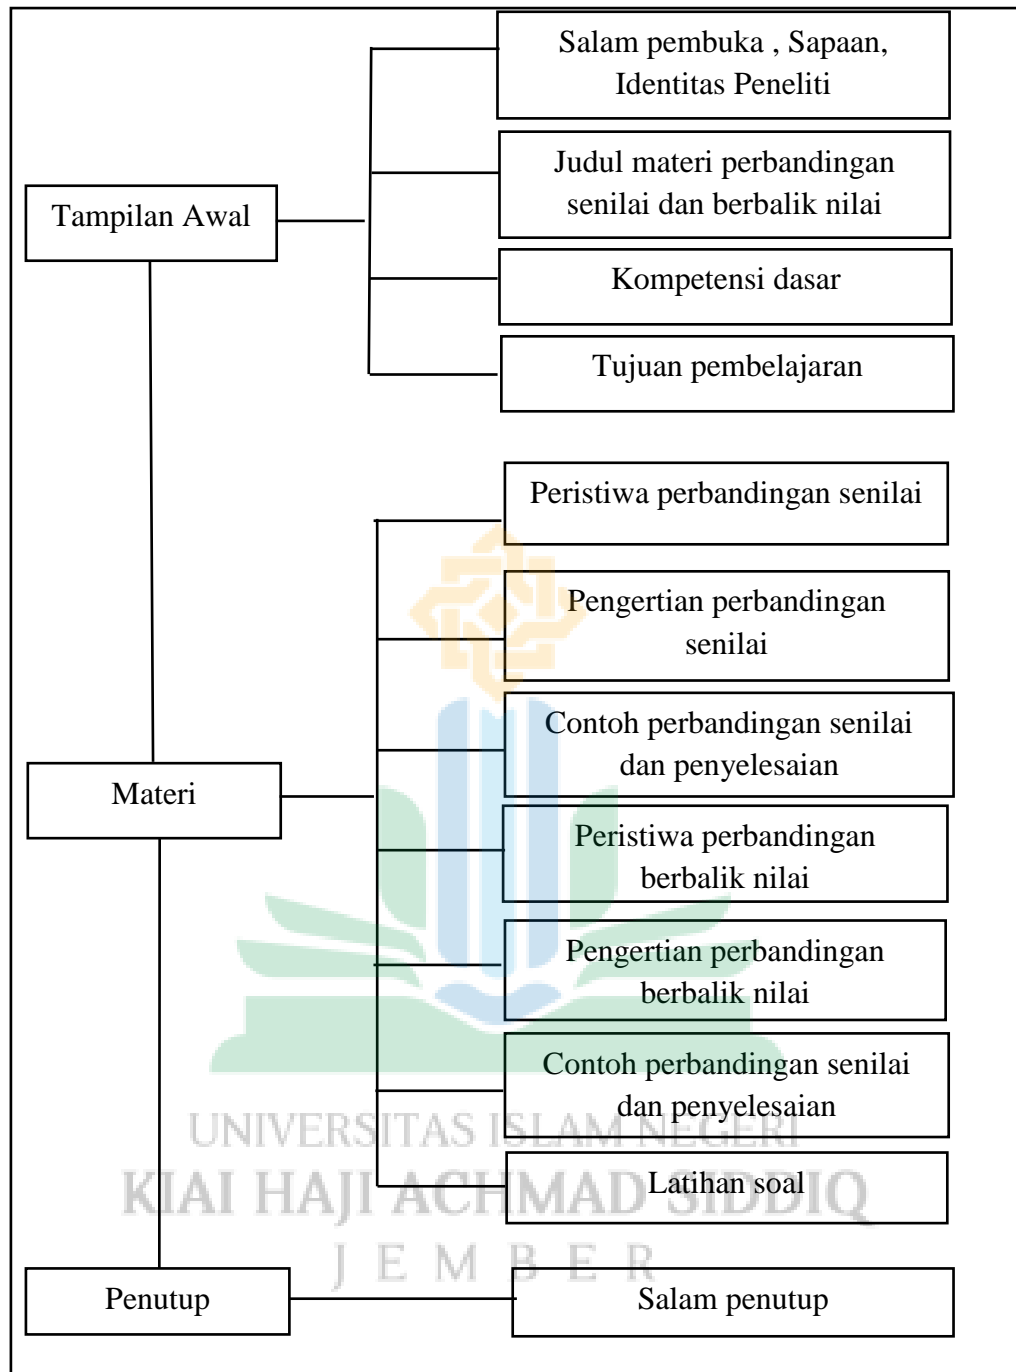 Salam pembuka , Sapaan,
Identitas Peneliti
Judul materi perbandingan
senilai dan berbalik nilai
Tampilan Awal
Kompetensi dasar
Tujuan pembelajaran
Peristiwa perbandingan senilai
Pengertian perbandingan
senilai
Contoh perbandingan senilai
dan penyelesaian
Materi
Peristiwa perbandingan
berbalik nilai
Pengertian perbandingan
berbalik nilai
Contoh perbandingan senilai
dan penyelesaian
UNIVERSITAS ISLAM NEGERI
KIAI HAJI ACHMAD SIDDIQ
JEMBER
Latihan soal
Penutup
Salam penutup